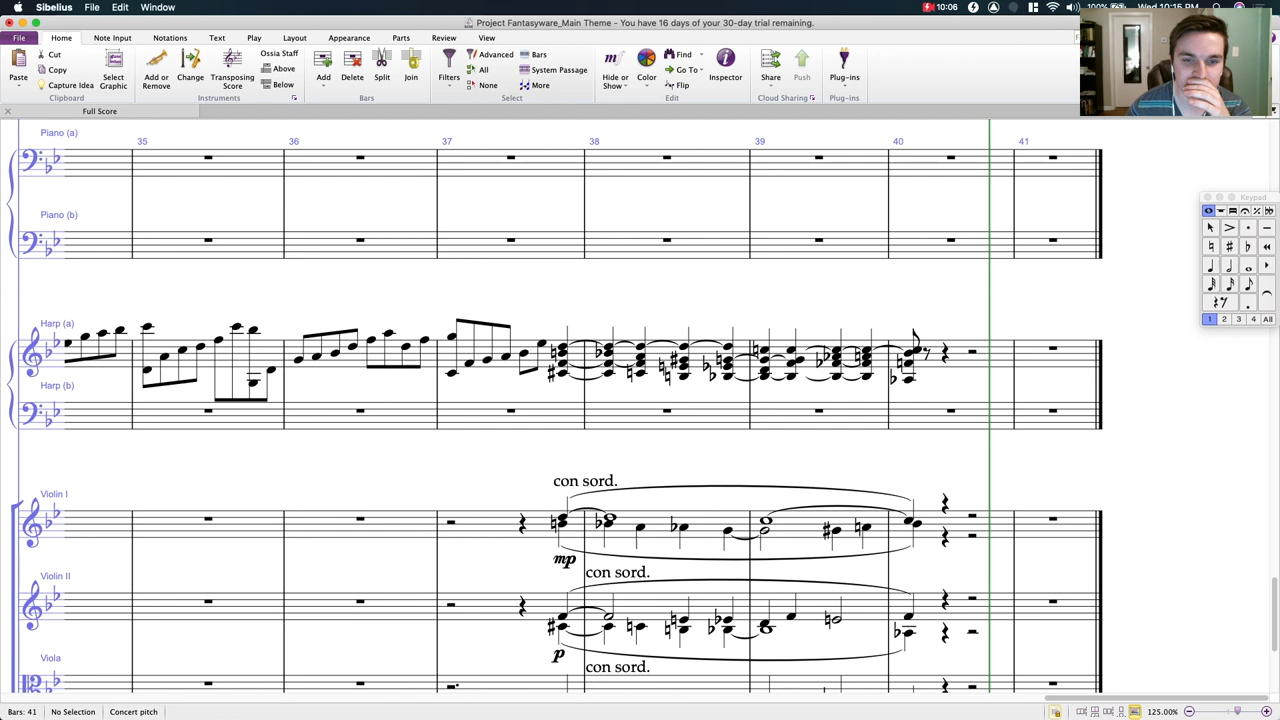 Sibelius File Edit View Window 10:06 100% Wed 10:15 PM
Project Fantasyware_Main Theme - You have 16 days of your 30-day trial remaining.
File Home Note Input Notations Text Play Layout Appearance Parts Review View
Paste Cut Copy Capture Idea Select Graphic
Clipboard
Add or Remove Change Transposing Score Ossia Staff Above Below
Instruments
Add Delete Split Join
Bars
Filters Advanced All None Bars System Passage More
Select
Hide or Show Color Find Go To Flip Inspector
Edit
Share Push
Cloud Sharing
Plug-ins
Plug-ins
Full Score
Piano (a)
35 36 37 38 39 40 41
Keypad
Piano (b)
1 2 3 4 All
Harp (a)
Harp (b)
con sord.
Violin I
mp
con sord.
Violin II
p
con sord.
Viola
Bars: 41 No Selection Concert pitch 125.00%